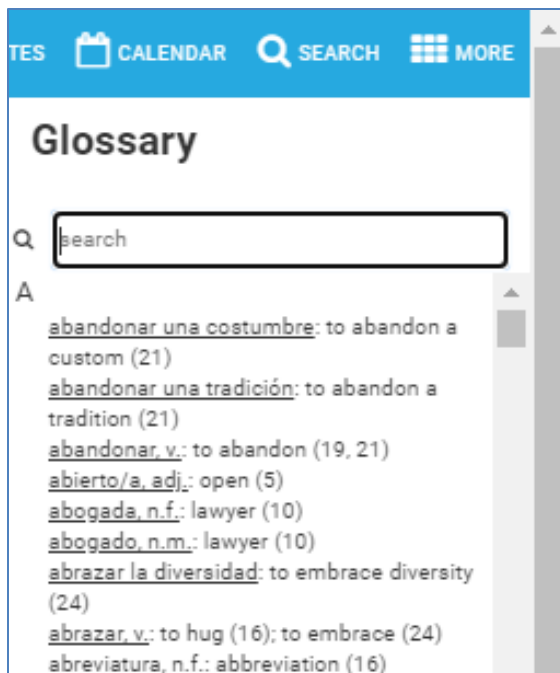 TES CALENDAR SEARCH MORE
Glossary
search
A
abandonar una costumbre: to abandon a
custom (21)
abandonar una tradición: to abandon a
tradition (21)
abandonar, v.: to abandon (19, 21)
abierto/a, adj.: open (5)
abogada, n.f.: lawyer (10)
abogado, n.m.: lawyer (10)
abrazar la diversidad: to embrace diversity
(24)
abrazar, v.: to hug (16); to embrace (24)
abreviatura, n.f.: abbreviation (16)